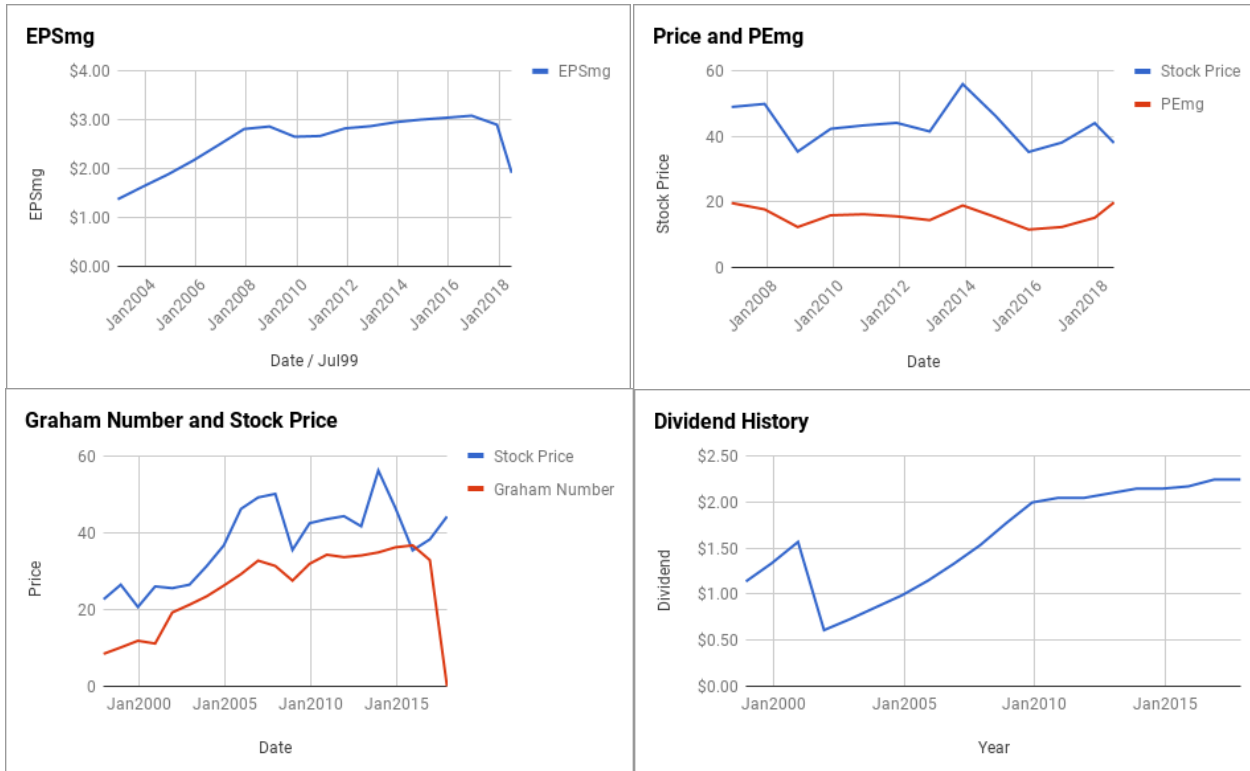 EPSmg
$4.00
$3.00
$2.00
$1.00
$0.00
EPSmg
EPSmg
Jan2004
Jan2006
Jan2008
Jan2010
Jan2012
Jan2014
Jan2016
Jan2018
Date / Jul99
Price and PEmg
60
40
20
0
Stock Price
Stock Price
PEmg
Jan2008
Jan2010
Jan2012
Jan2014
Jan2016
Jan2018
Date
Graham Number and Stock Price
60
40
20
0
Price
Stock Price
Graham Number
Jan2000
Jan2005
Jan2010
Jan2015
Date
Dividend History
$2.50
$2.00
$1.50
$1.00
$0.50
$0.00
Dividend
Jan2000
Jan2005
Jan2010
Jan2015
Year